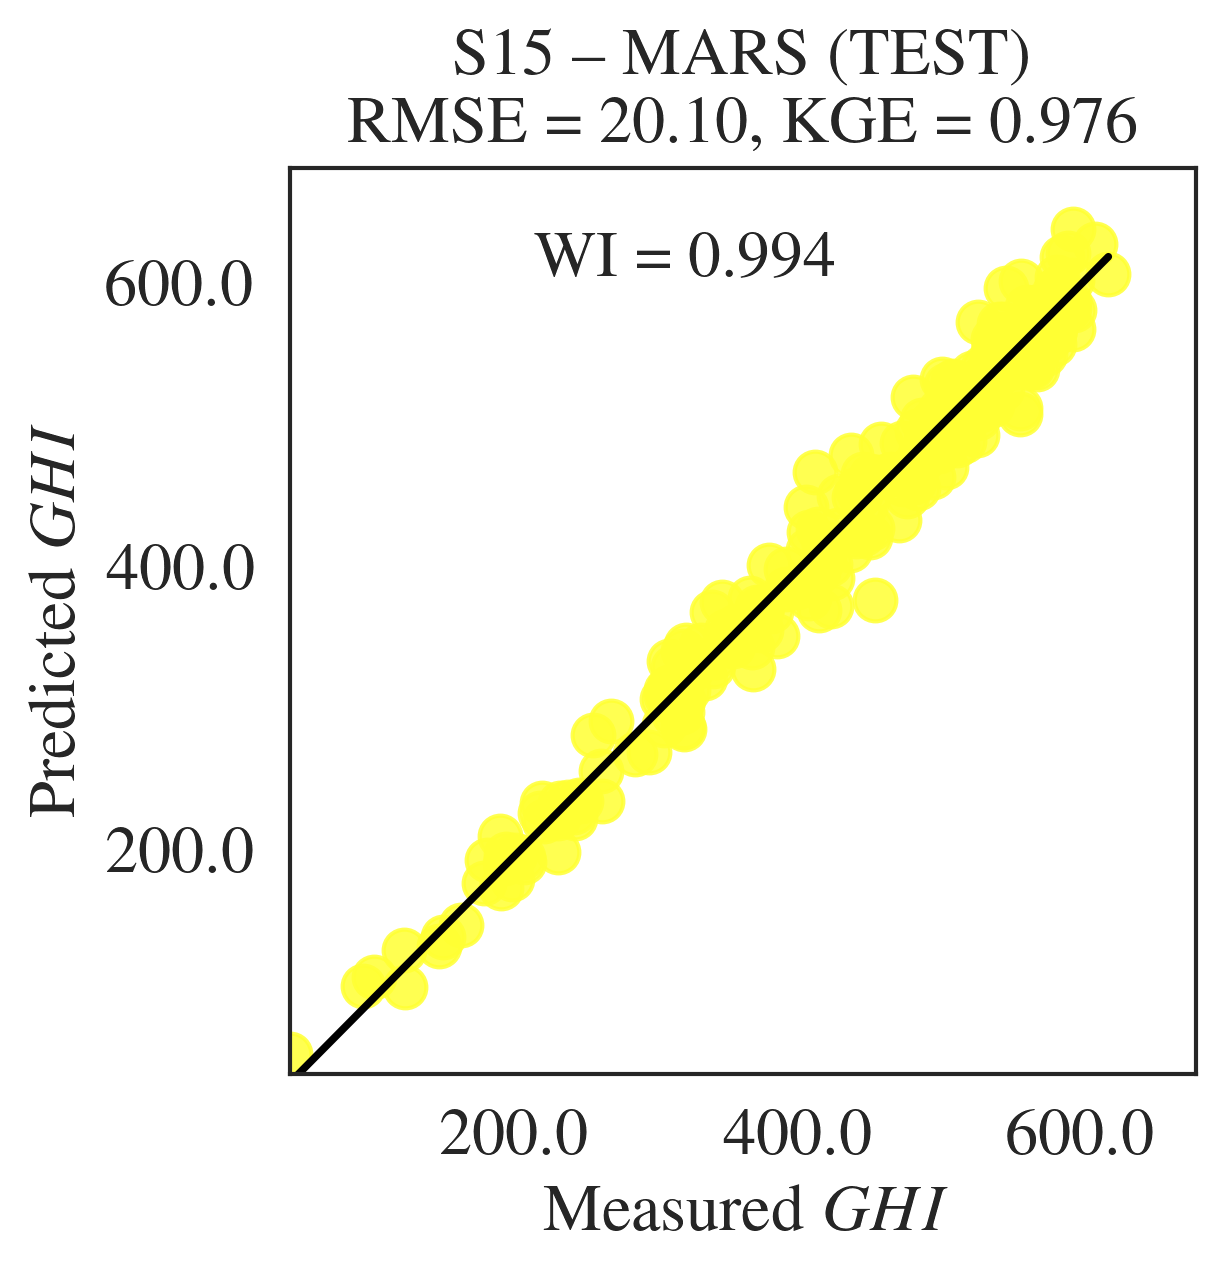 S15 – MARS (TEST)
RMSE = 20.10, KGE = 0.976
WI = 0.994
600.0
400.0
200.0
Predicted GHI
200.0 400.0 600.0
Measured GHI